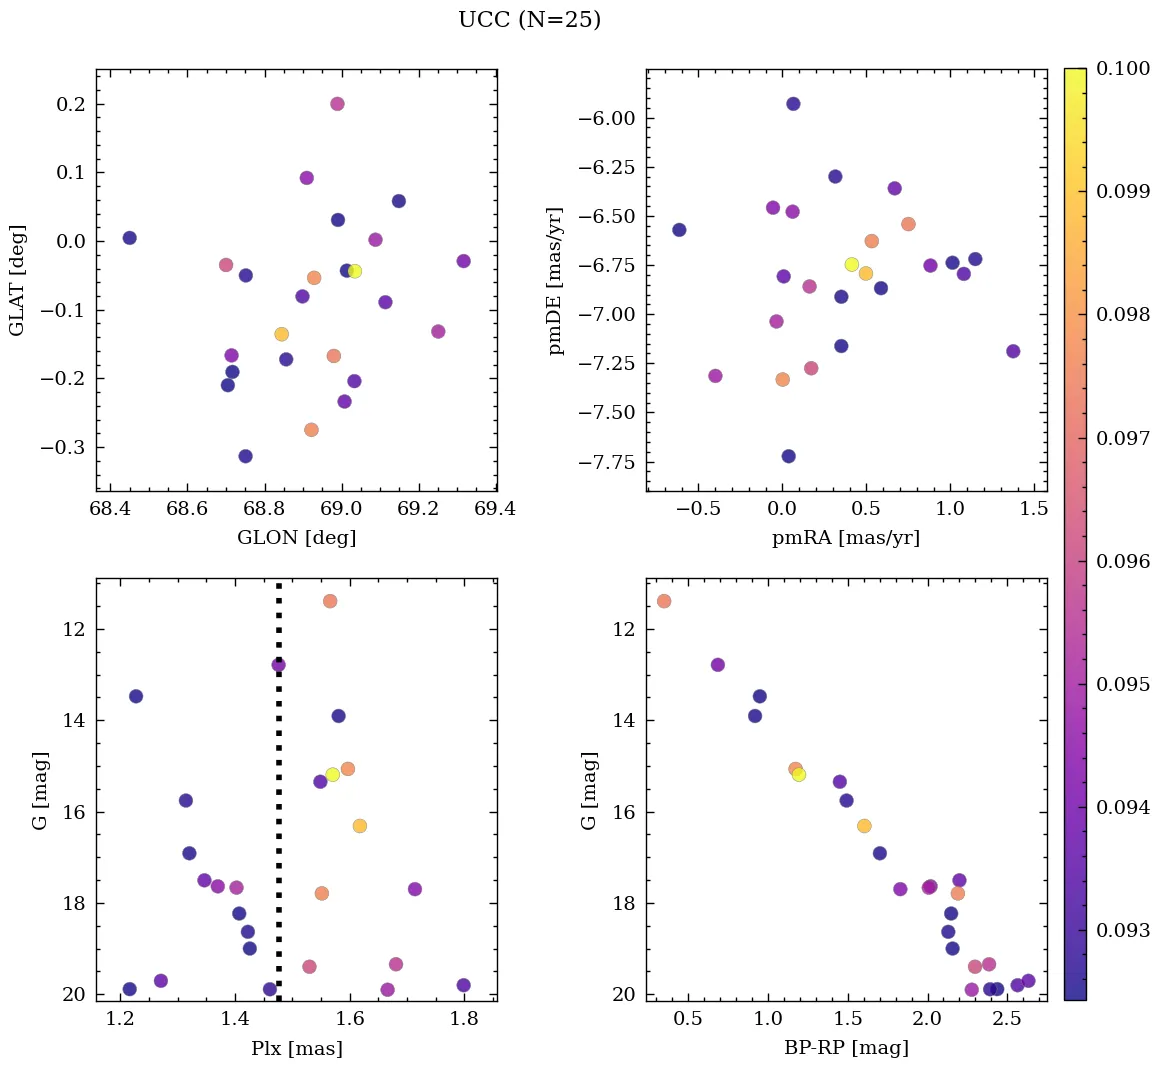 UCC (N=25)
0.2
0.1
0.0
−0.1
−0.2
−0.3
GLAT [deg]
68.4 68.6 68.8 69.0 69.2 69.4
GLON [deg]
−6.00
−6.25
−6.50
−6.75
−7.00
−7.25
−7.50
−7.75
pmDE [mas/yr]
−0.5 0.0 0.5 1.0 1.5
pmRA [mas/yr]
12
14
16
18
20
G [mag]
1.2 1.4 1.6 1.8
Plx [mas]
12
14
16
18
20
G [mag]
0.5 1.0 1.5 2.0 2.5
BP-RP [mag]
0.100
0.099
0.098
0.097
0.096
0.095
0.094
0.093